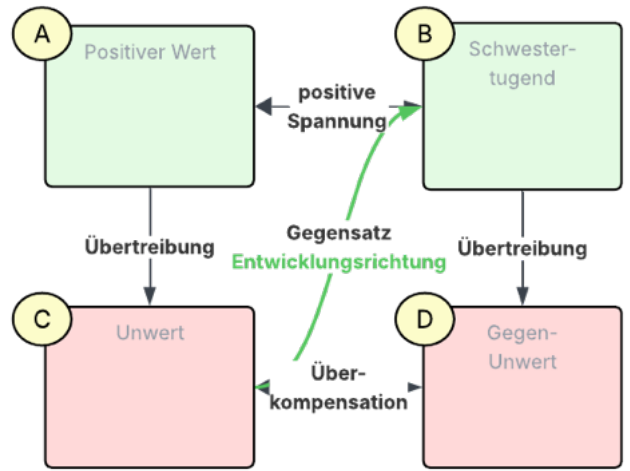 A
Positiver Wert
B
Schwester-
tugend
positive
Spannung
Übertreibung
Gegensatz
Entwicklungsrichtung
Übertreibung
C
Unwert
D
Gegen-
Unwert
Über-
kompensation